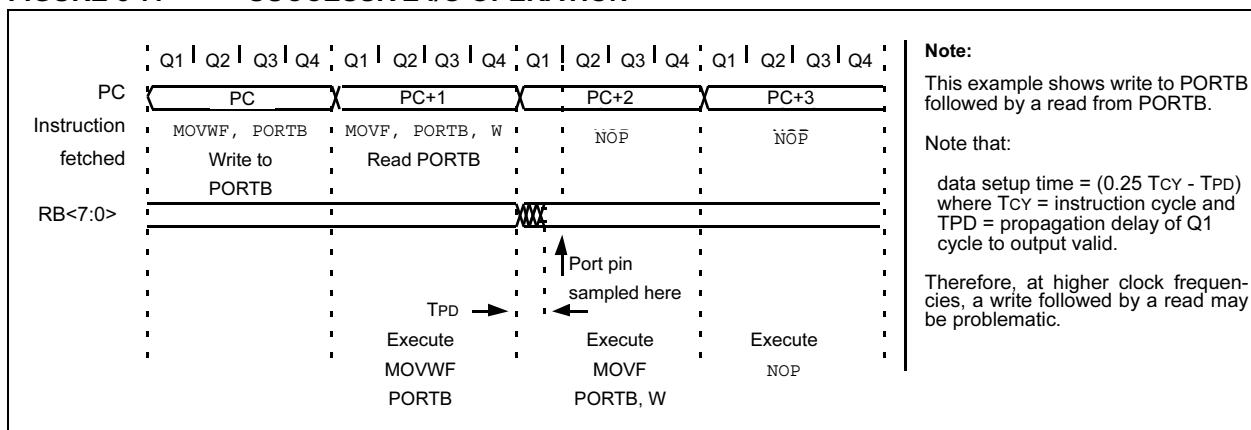 Q1 Q2 Q3 Q4 Q1 Q2 Q3 Q4 Q1 Q2 Q3 Q4 Q1 Q2 Q3 Q4
PC PC PC+1 PC+2 PC+3
Instruction
fetched
MOVWF, PORTB
Write to
PORTB
MOVF, PORTB, W
Read PORTB
NOP
NOP
RB<7:0>
Port pin
sampled here
TPD
Execute
MOVWF
PORTB
Execute
MOVF
PORTB, W
Execute
NOP
Note:
This example shows write to PORTB
followed by a read from PORTB.
Note that:
data setup time = (0.25 TCY - TPD)
where TCY = instruction cycle and
TPD = propagation delay of Q1
cycle to output valid.
Therefore, at higher clock frequen-
cies, a write followed by a read may
be problematic.